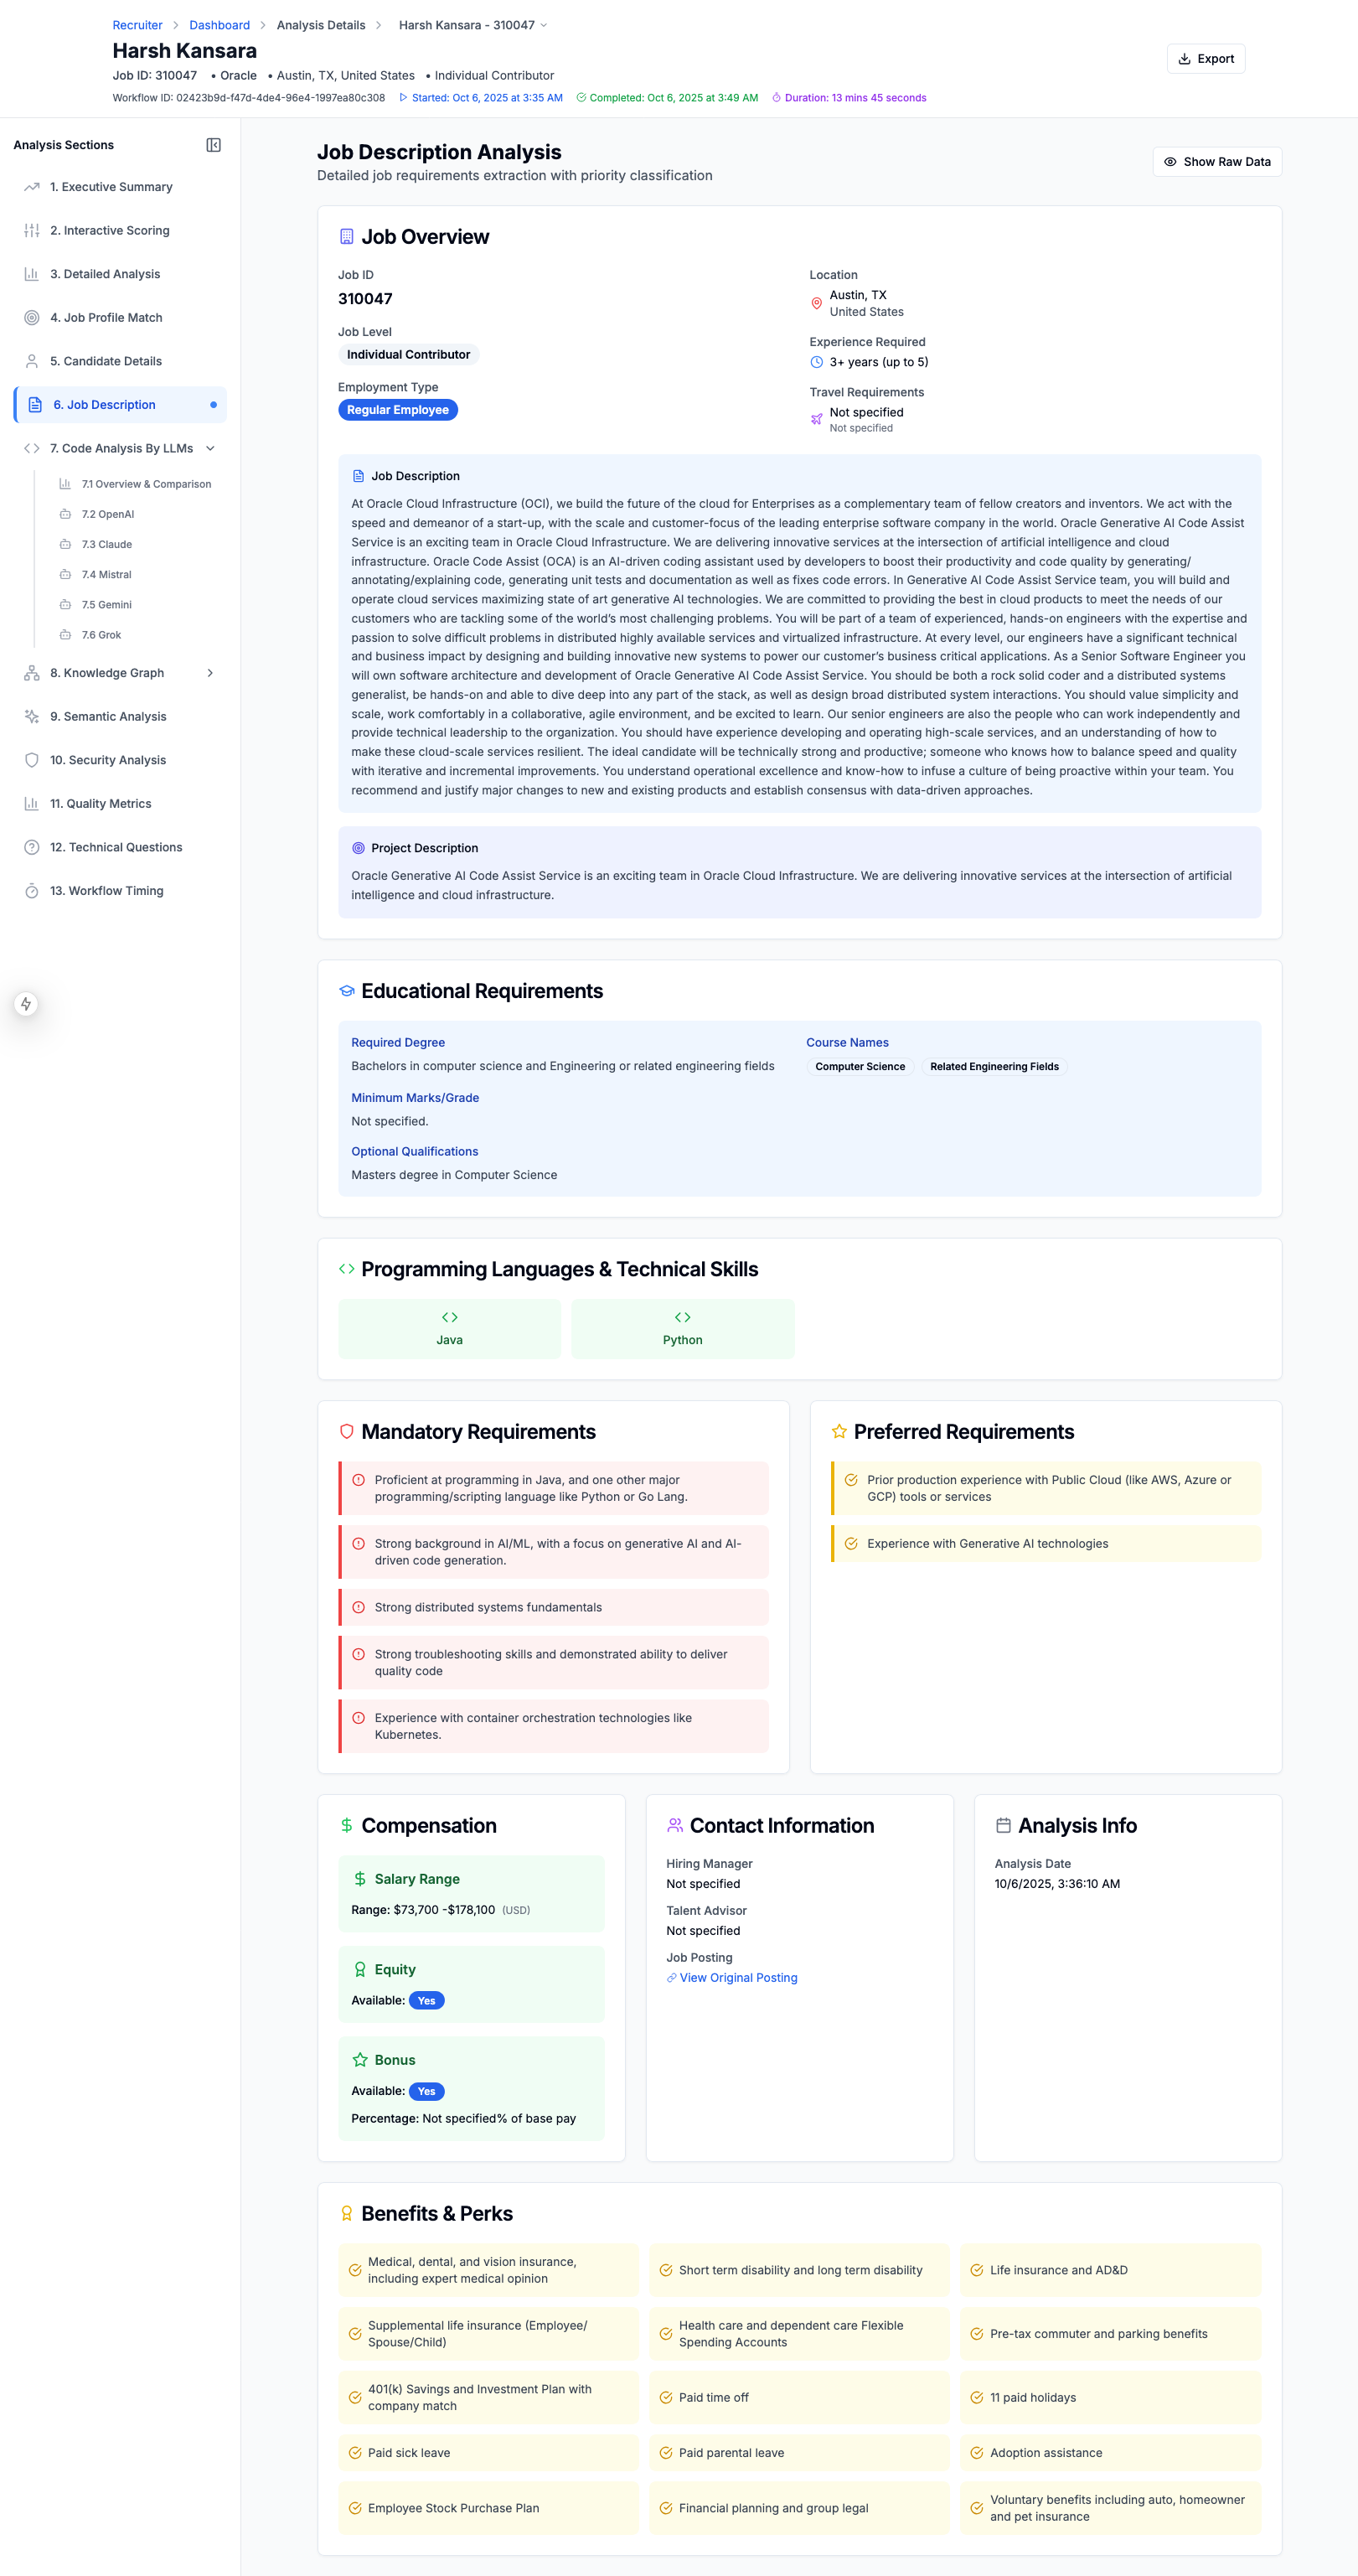 Recruiter > Dashboard > Analysis Details > Harsh Kansara - 310047
Harsh Kansara
Job ID: 310047 • Oracle • Austin, TX, United States • Individual Contributor
Workflow ID: 02423b9d-f47d-4de4-96e4-1997ea80c308 Started: Oct 6, 2025 at 3:35 AM Completed: Oct 6, 2025 at 3:49 AM Duration: 13 mins 45 seconds
Export
Analysis Sections
1. Executive Summary
2. Interactive Scoring
3. Detailed Analysis
4. Job Profile Match
5. Candidate Details
6. Job Description
7. Code Analysis By LLMs
7.1 Overview & Comparison
7.2 OpenAI
7.3 Claude
7.4 Mistral
7.5 Gemini
7.6 Grok
8. Knowledge Graph
9. Semantic Analysis
10. Security Analysis
11. Quality Metrics
12. Technical Questions
13. Workflow Timing
Job Description Analysis
Detailed job requirements extraction with priority classification
Show Raw Data
Job Overview
Job ID
310047
Job Level
Individual Contributor
Employment Type
Regular Employee
Location
Austin, TX
United States
Experience Required
3+ years (up to 5)
Travel Requirements
Not specified
Not specified
Job Description
At Oracle Cloud Infrastructure (OCI), we build the future of the cloud for Enterprises as a complementary team of fellow creators and inventors. We act with the
speed and demeanor of a start-up, with the scale and customer-focus of the leading enterprise software company in the world. Oracle Generative AI Code Assist
Service is an exciting team in Oracle Cloud Infrastructure. We are delivering innovative services at the intersection of artificial intelligence and cloud
infrastructure. Oracle Code Assist (OCA) is an AI-driven coding assistant used by developers to boost their productivity and code quality by generating/
annotating/explaining code, generating unit tests and documentation as well as fixes code errors. In Generative AI Code Assist Service team, you will build and
operate cloud services maximizing state of art generative AI technologies. We are committed to providing the best in cloud products to meet the needs of our
customers who are tackling some of the world’s most challenging problems. You will be part of a team of experienced, hands-on engineers with the expertise and
passion to solve difficult problems in distributed highly available services and virtualized infrastructure. At every level, our engineers have a significant technical
and business impact by designing and building innovative new systems to power our customer’s business critical applications. As a Senior Software Engineer you
will own software architecture and development of Oracle Generative AI Code Assist Service. You should be both a rock solid coder and a distributed systems
generalist, be hands-on and able to dive deep into any part of the stack, as well as design broad distributed system interactions. You should value simplicity and
scale, work comfortably in a collaborative, agile environment, and be excited to learn. Our senior engineers are also the people who can work independently and
provide technical leadership to the organization. You should have experience developing and operating high-scale services, and an understanding of how to
make these cloud-scale services resilient. The ideal candidate will be technically strong and productive; someone who knows how to balance speed and quality
with iterative and incremental improvements. You understand operational excellence and know-how to infuse a culture of being proactive within your team. You
recommend and justify major changes to new and existing products and establish consensus with data-driven approaches.
Project Description
Oracle Generative AI Code Assist Service is an exciting team in Oracle Cloud Infrastructure. We are delivering innovative services at the intersection of artificial
intelligence and cloud infrastructure.
Educational Requirements
Required Degree
Bachelors in computer science and Engineering or related engineering fields
Minimum Marks/Grade
Not specified.
Optional Qualifications
Masters degree in Computer Science
Course Names
Computer Science Related Engineering Fields
Programming Languages & Technical Skills
Java
Python
Mandatory Requirements
Proficient at programming in Java, and one other major
programming/scripting language like Python or Go Lang.
Strong background in AI/ML, with a focus on generative AI and AI-
driven code generation.
Strong distributed systems fundamentals
Strong troubleshooting skills and demonstrated ability to deliver
quality code
Experience with container orchestration technologies like
Kubernetes.
Preferred Requirements
Prior production experience with Public Cloud (like AWS, Azure or
GCP) tools or services
Experience with Generative AI technologies
Compensation
Salary Range
Range: $73,700 -$178,100 (USD)
Equity
Available: Yes
Bonus
Available: Yes
Percentage: Not specified% of base pay
Contact Information
Hiring Manager
Not specified
Talent Advisor
Not specified
Job Posting
View Original Posting
Analysis Info
Analysis Date
10/6/2025, 3:36:10 AM
Benefits & Perks
Medical, dental, and vision insurance,
including expert medical opinion
Short term disability and long term disability
Life insurance and AD&D
Supplemental life insurance (Employee/
Spouse/Child)
Health care and dependent care Flexible
Spending Accounts
Pre-tax commuter and parking benefits
401(k) Savings and Investment Plan with
company match
Paid time off
11 paid holidays
Paid sick leave
Paid parental leave
Adoption assistance
Employee Stock Purchase Plan
Financial planning and group legal
Voluntary benefits including auto, homeowner
and pet insurance